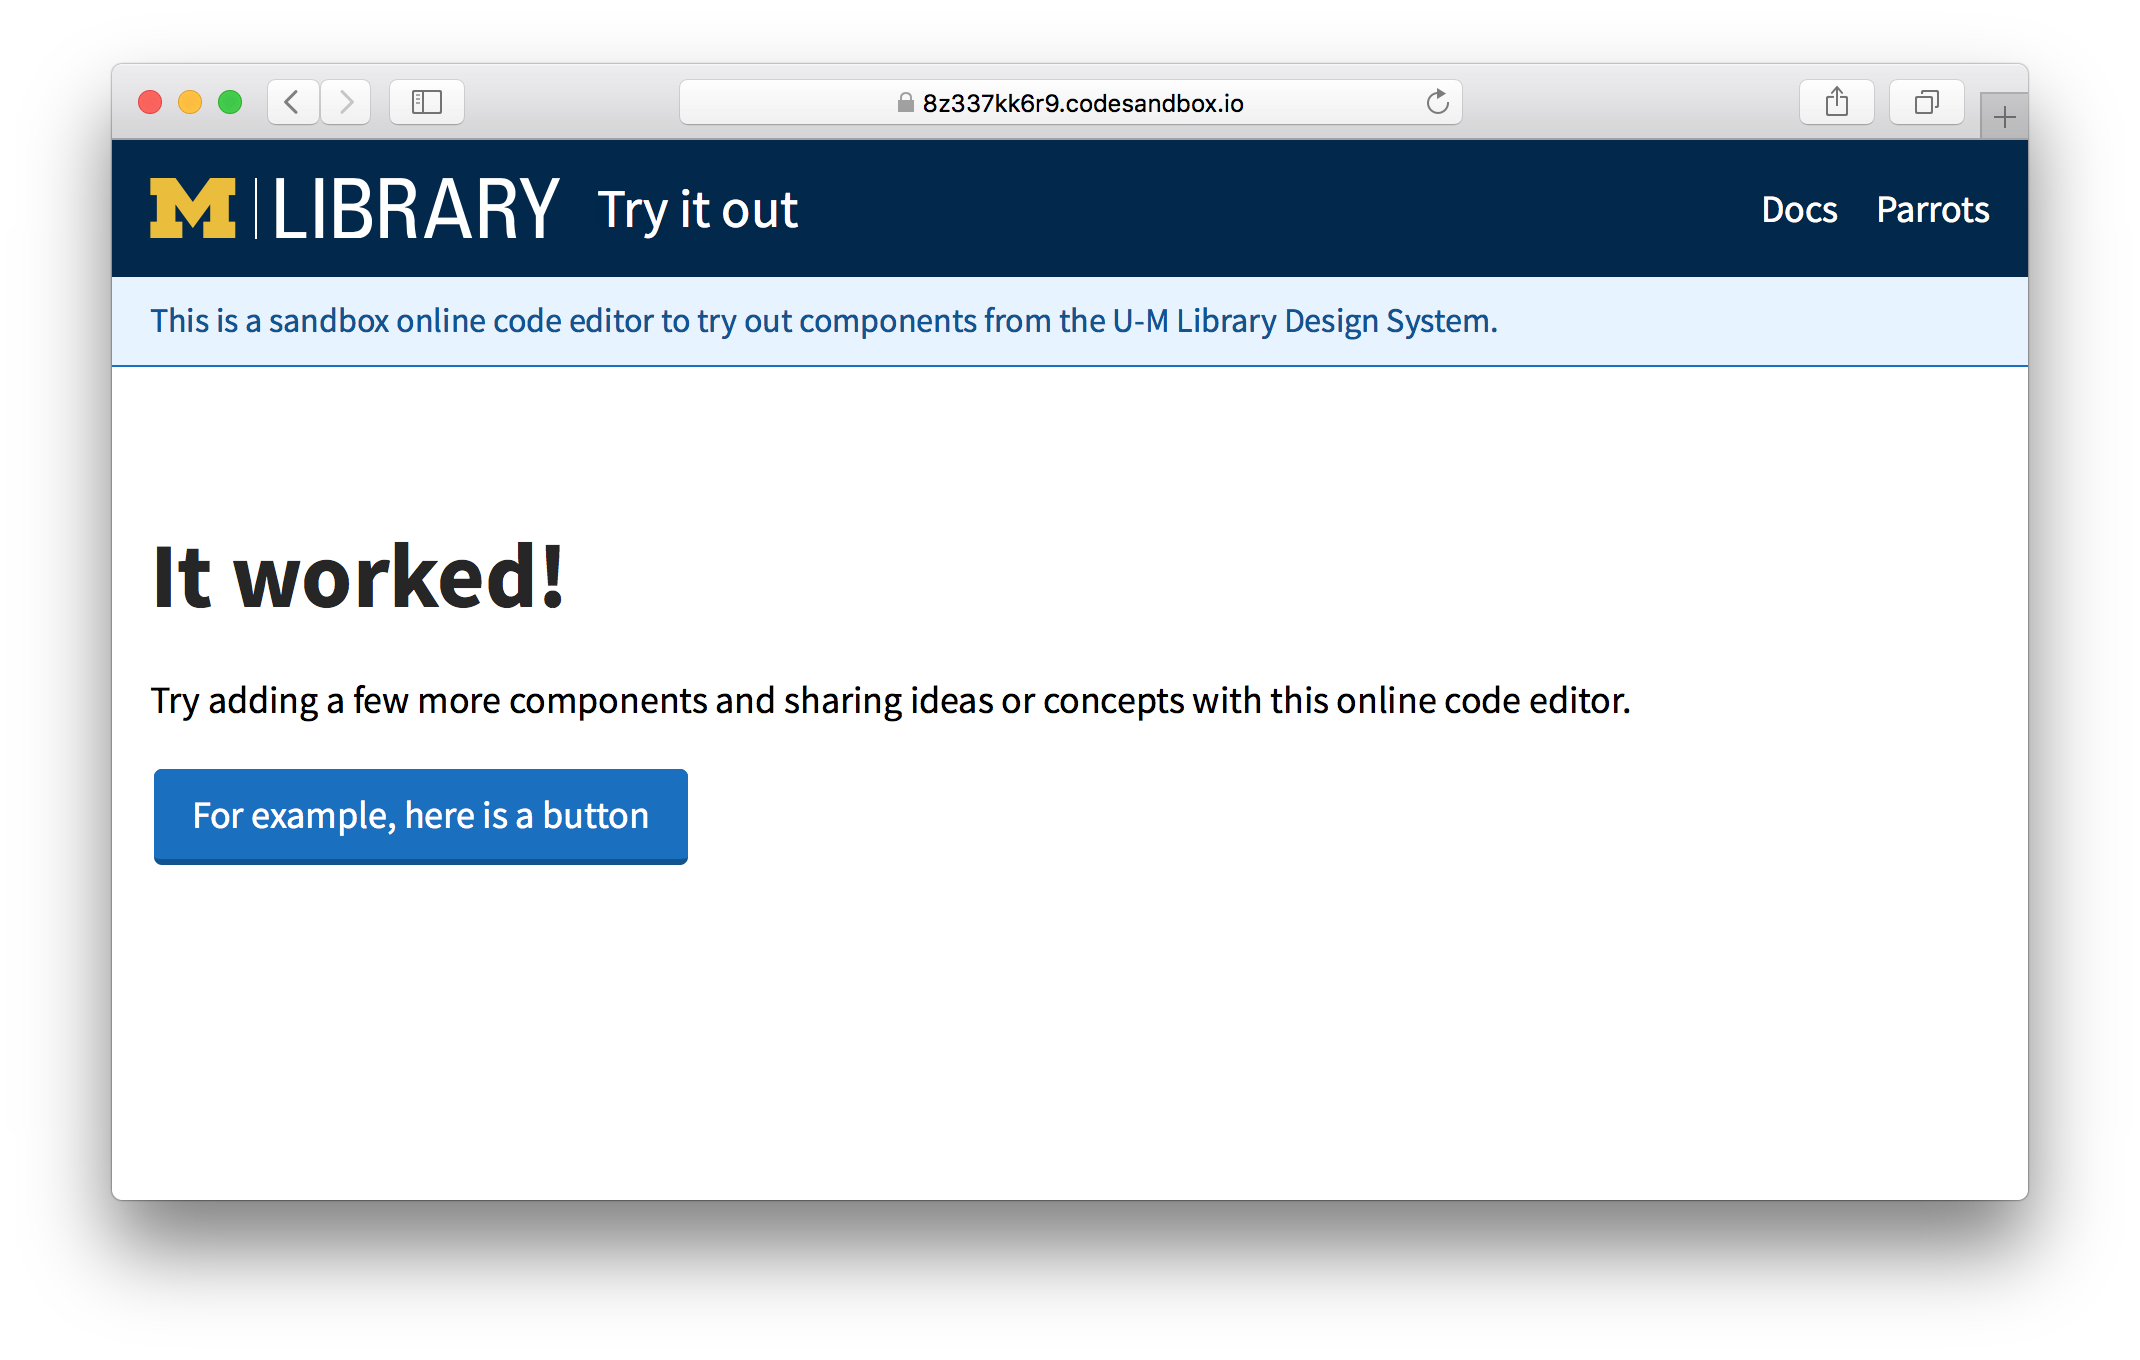 8z337kk6r9.codesandbox.io
M LIBRARY Try it out Docs Parrots
This is a sandbox online code editor to try out components from the U-M Library Design System.
It worked!
Try adding a few more components and sharing ideas or concepts with this online code editor.
For example, here is a button